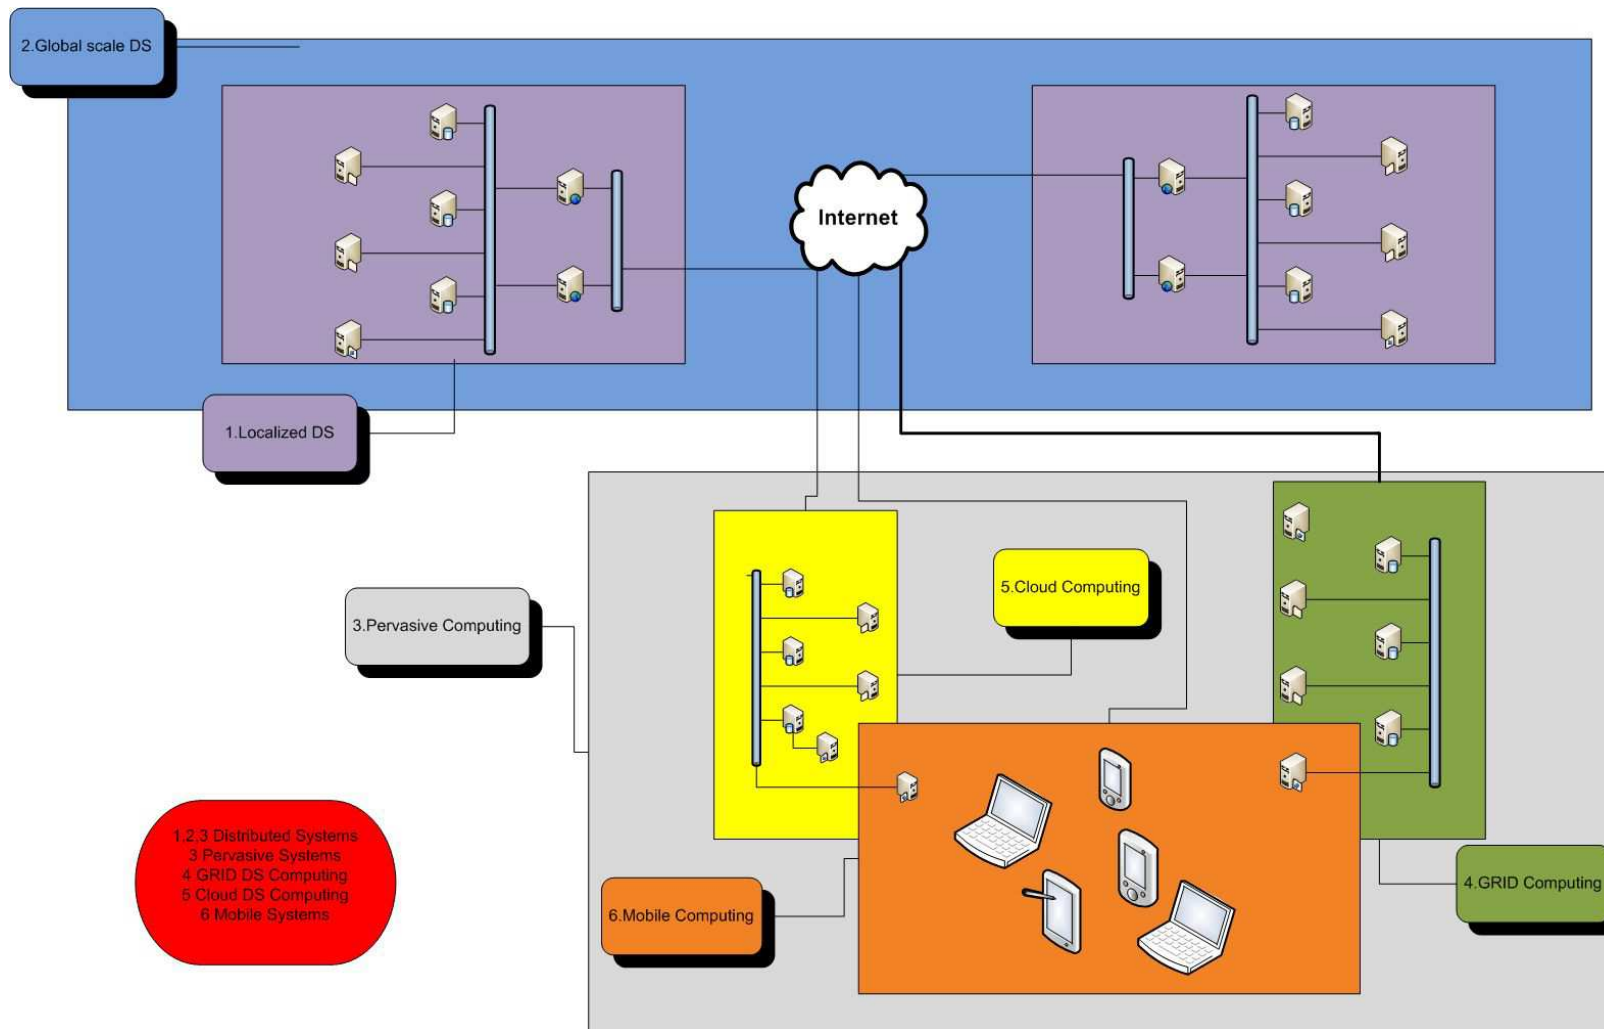 2.Global scale DS
Internet
1.Localized DS
5.Cloud Computing
3.Pervasive Computing
1.2,3 Distributed Systems
3 Pervasive Systems
4 GRID DS Computing
5 Cloud DS Computing
6 Mobile Systems
6.Mobile Computing
4.GRID Computing